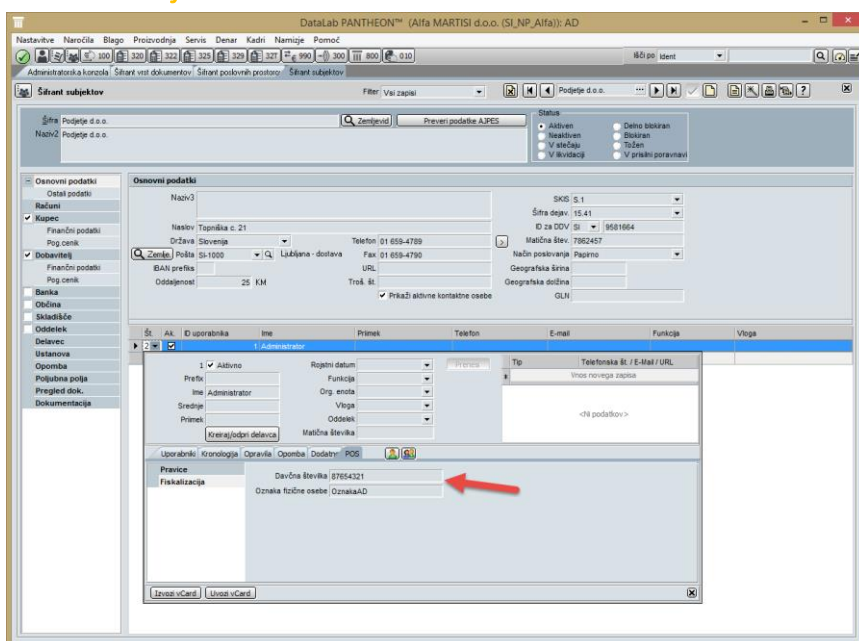 DataLab PANTHEON™ (Alfa MARTISI d.o.o. (SI_NP_Alfa)): AD
Nastavitve Naročila Blago Proizvodnja Servis Denar Kadri Namizje Pomoč
100 320 322 325 329 32T 990 300 800 010 Išči po Ident
Administratorska konzola Šifrant vrst dokumentov Šifrant poslovnih prostorov Šifrant subjektov
Šifrant subjektov Filter Vsi zapisi Podjetje d.o.o.
Šifra Podjetje d.o.o. Zemljevid Preveri podatke AJPES
Naziv2 Podjetje d.o.o.
Status
Aktiven Delno blokiran
Neaktiven Blokiran
V stečaju Tožen
V likvidaciji V prisilni poravnavi
Osnovni podatki
Ostali podatki
Računi
Kupec
Finančni podatki
Pog.cenik
Dobavitelj
Finančni podatki
Pog.cenik
Banka
Občina
Skladišče
Oddelek
Delavec
Ustanova
Opomba
Poljubna polja
Pregled dok.
Dokumentacija
Osnovni podatki
Naziv3 SKIS S.1
Šifra dejav. 15.41
Naslov Topniška c. 21 ID za DDV SI 9581664
Država Slovenija Telefon 01 659-4789 Matična štev. 7862457
Zemlje. Pošta SI-1000 Ljubljana - dostava Fax 01 659-4790 Način poslovanja Papirno
IBAN prefiks URL Geografska širina
Oddaljenost 25 KM Troš. št. Geografska dolžina
Prikaži aktivne kontaktne osebe GLN
Št. Ak. ID uporabnika Ime Priimek Telefon E-mail Funkcija Vloga
2 1 Administrator
1 Aktivno Rojstni datum Prenesi Tip Telefonska št. / E-Mail / URL
Prefix Funkcija Vnos novega zapisa
Ime Administrator Org. enota
Srednje Vloga <Ni podatkov>
Priimek Oddelek
Kreiraj/odpri delavca Matična številka
Uporabniki Kronologija Opravila Opomba Dodatno POS
Pravice
Fiskalizacija
Davčna številka 87654321
Oznaka fizične osebe OznakaAD
Izvozi vCard Uvozi vCard